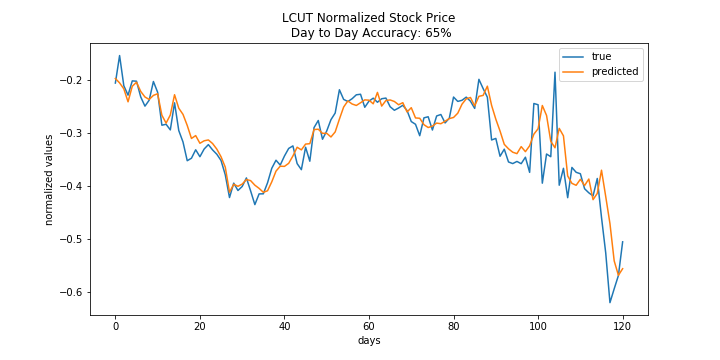 LCUT Normalized Stock Price
Day to Day Accuracy: 65%
true
predicted
normalized values
−0.2
−0.3
−0.4
−0.5
−0.6
0
20
40
60
80
100
120
days